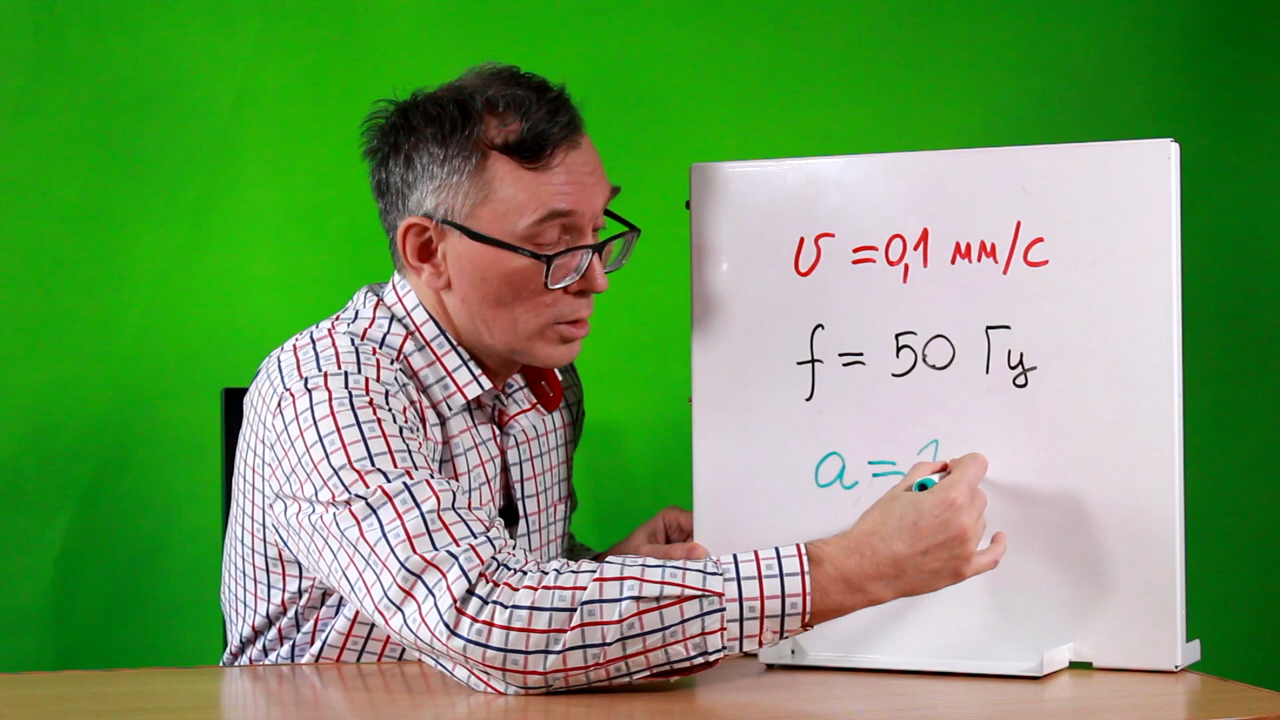 υ = 0,1 мм/с
f = 50 Гц
a =